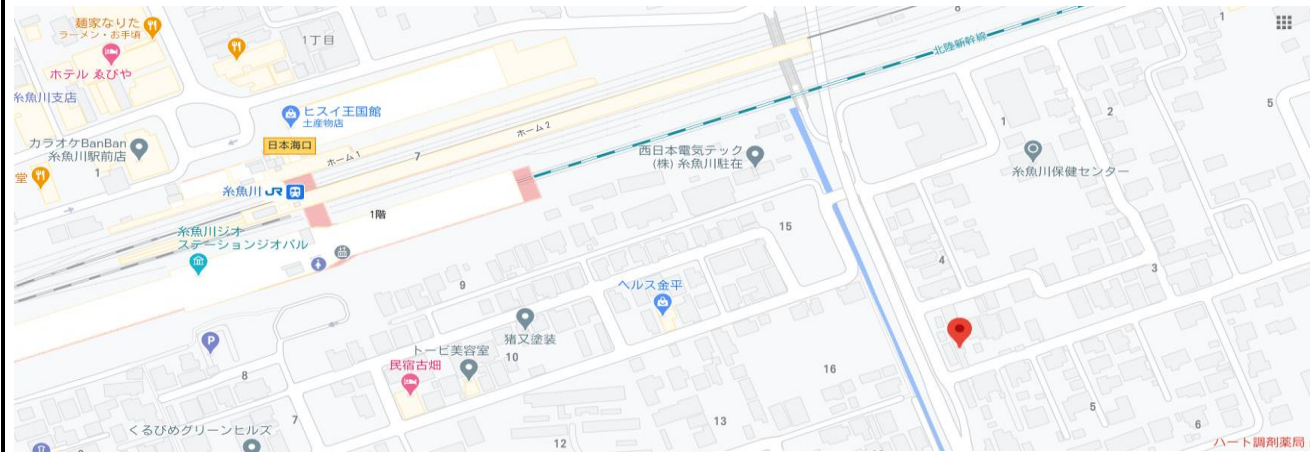 麺家なりた
ラーメン・お手頃
ホテル ゑびや
糸魚川支店
カラオケBanBan
糸魚川駅前店
堂
1
1丁目
ヒスイ王国館
土産物店
日本海口
ホーム1
7
ホーム2
8
北陸新幹線
糸魚川 JR
1階
糸魚川ジオ
ステーションジオパル
西日本電気テック
(株) 糸魚川駐在
1
2
1
5
糸魚川保健センター
15
9
4
3
ヘルス金平
猪又塗装
トービ美容室
10
民宿古畑
P
8
7
くるびめグリーンヒルズ
12
13
16
5
6
ハート調剤薬局